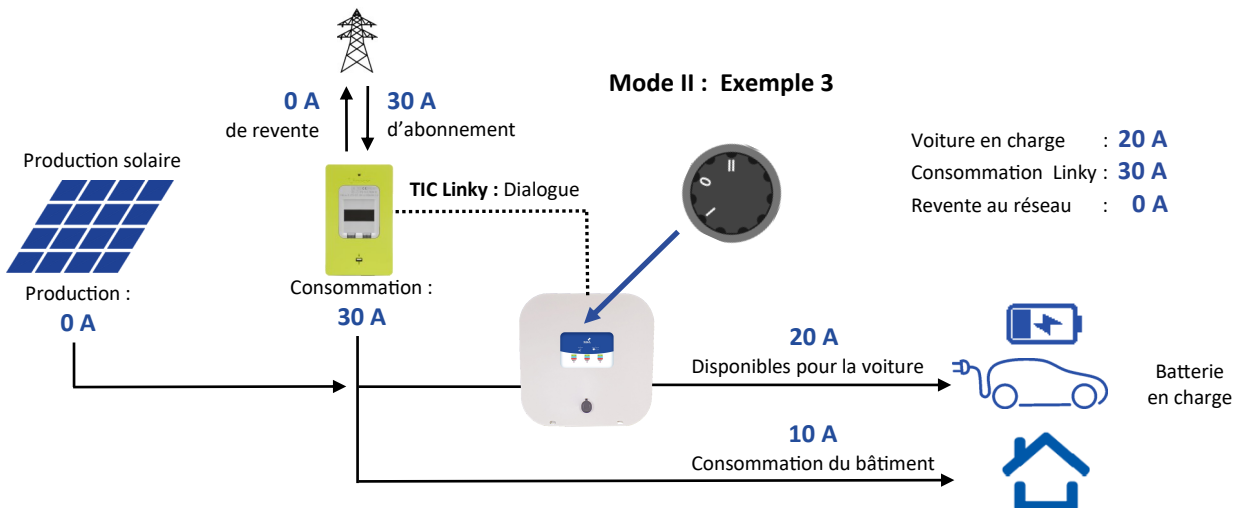 Mode II : Exemple 3
0 A
de revente
30 A
d'abonnement
Voiture en charge : 20 A
Consommation Linky : 30 A
Revente au réseau : 0 A
Production solaire
TIC Linky : Dialogue
0
I
II
Production :
0 A
Consommation :
30 A
20 A
Disponibles pour la voiture
Batterie
en charge
10 A
Consommation du bâtiment